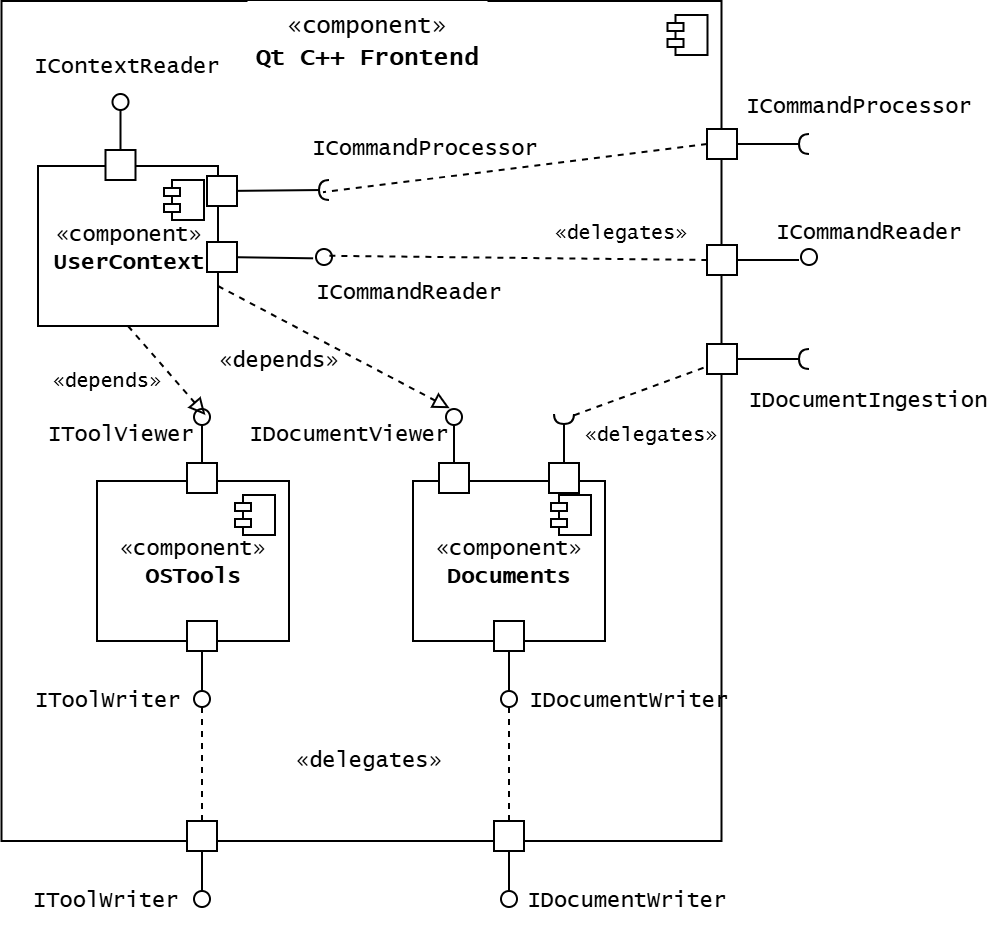 «component»
Qt C++ Frontend
IContextReader
ICommandProcessor
ICommandProcessor
«component»
UserContext
«delegates»
ICommandReader
ICommandReader
«depends»
«depends»
IDocumentIngestion
IToolViewer
IDocumentViewer
«delegates»
«component»
OSTools
«component»
Documents
IToolWriter
IDocumentWriter
«delegates»
IToolWriter
IDocumentWriter